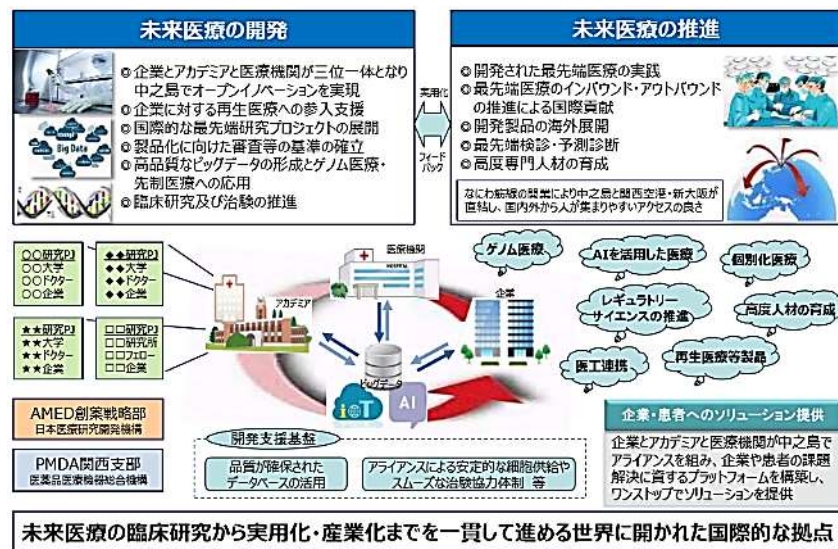 未来医療の開発
◎企業とアカデミアと医療機関が三位一体となり
中之島でオープンイノベーションを実現
◎企業に対する再生医療への参入支援
◎国際的な最先端研究プロジェクトの展開
◎製品化に向けた審査等の基準の確立
◎高品質なビッグデータの形成とゲノム医療・
先制医療への応用
◎臨床研究及び治験の推進
Big Data
実用化
フィード
バック
未来医療の推進
◎開発された最先端医療の実践
◎最先端医療のインバウンド・アウトバウンド
の推進による国際貢献
◎開発製品の海外展開
◎最先端検診・予測診断
◎高度専門人材の育成
なにわ筋線の開業により中之島と関西空港・新大阪が
直結し、国内外から人が集まりやすいアクセスの良さ
○○研究PJ
○○大学
○○ドクター
○○企業
◆◆研究PJ
◆◆大学
◆◆ドクター
◆◆企業
★★研究PJ
★★大学
★★ドクター
★★企業
□□研究PJ
□□研究所
□□フェロー
□□企業
医療機関
アカデミア
企業
ビッグデータ
IoT
AI
ゲノム医療
AIを活用した医療
個別化医療
レギュラトリー
サイエンスの推進
高度人材の育成
医工連携
再生医療等製品
AMED創薬戦略部
日本医療研究開発機構
PMDA関西支部
医薬品医療機器総合機構
開発支援基盤
品質が確保された
データベースの活用
アライアンスによる安定的な細胞供給や
スムーズな治験協力体制 等
企業・患者へのソリューション提供
企業とアカデミアと医療機関が中之島で
アライアンスを組み、企業や患者の課題
解決に資するプラットフォームを構築し、
ワンストップでソリューションを提供
未来医療の臨床研究から実用化・産業化までを一貫して進める世界に開かれた国際的な拠点